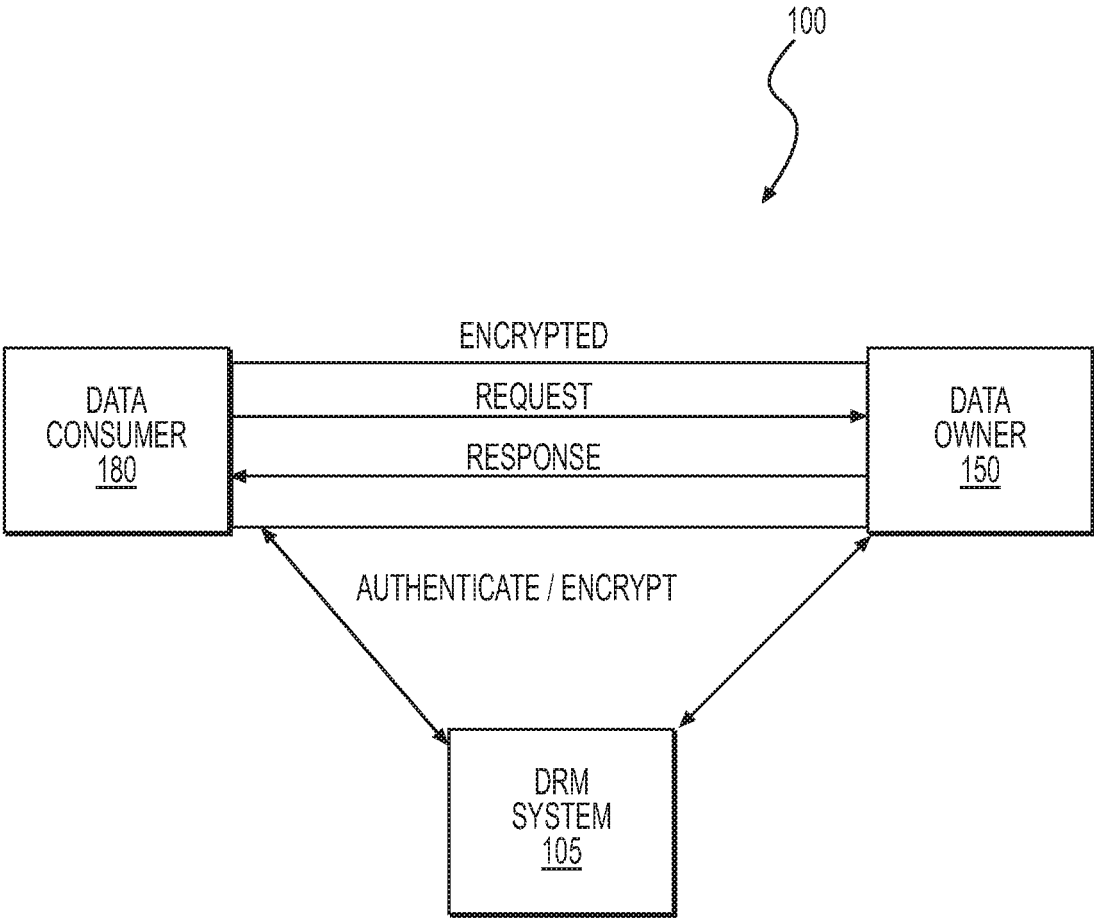 100
ENCRYPTED
REQUEST
RESPONSE
DATA
CONSUMER
180
DATA
OWNER
150
AUTHENTICATE / ENCRYPT
DRM
SYSTEM
105